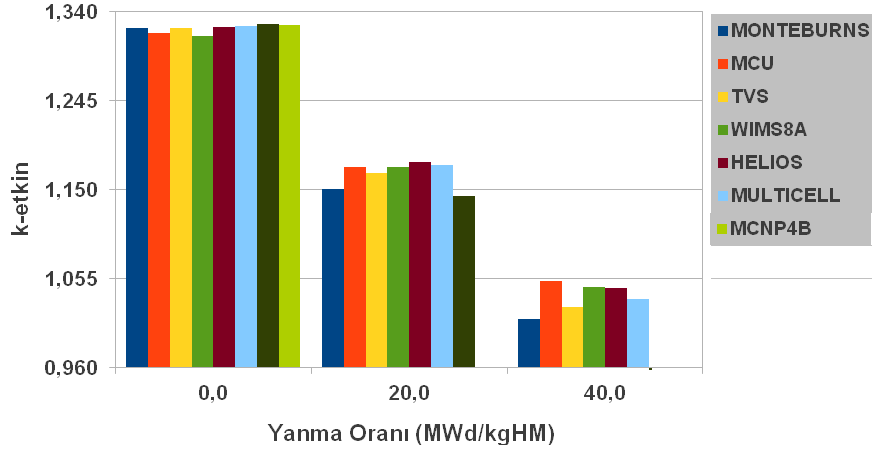 1,340
1,245
1,150
1,055
0,960
k-etkin
0,0
20,0
40,0
Yanma Oranı (MWd/kgHM)
MONTEBURNS
MCU
TVS
WIMS8A
HELIOS
MULTICELL
MCNP4B